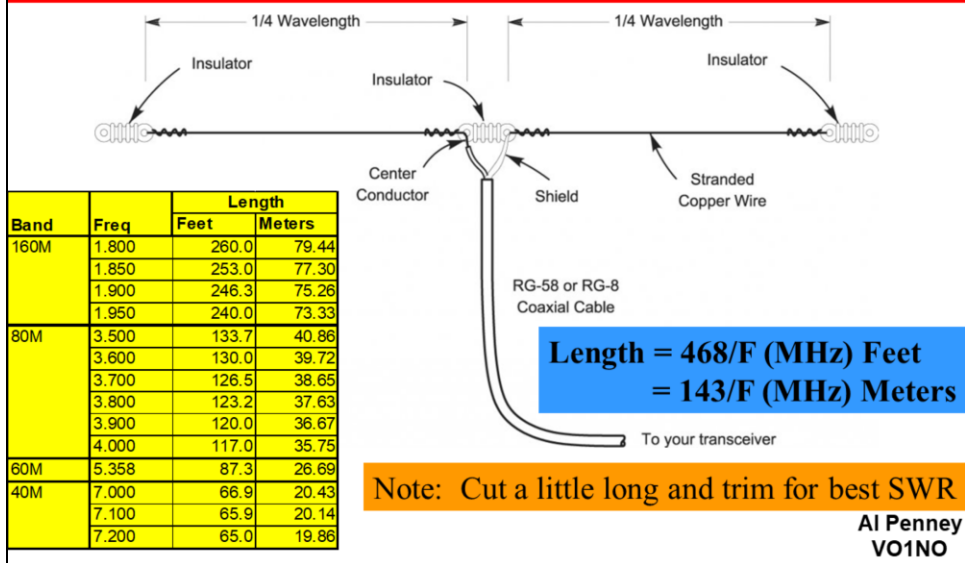 1/4 Wavelength
1/4 Wavelength
Insulator
Insulator
Insulator
Center
Conductor
Shield
Stranded
Copper Wire
Length
Band Freq Feet Meters
160M 1.800 260.0 79.44
1.850 253.0 77.30
1.900 246.3 75.26
1.950 240.0 73.33
80M 3.500 133.7 40.86
3.600 130.0 39.72
3.700 126.5 38.65
3.800 123.2 37.63
3.900 120.0 36.67
4.000 117.0 35.75
60M 5.358 87.3 26.69
40M 7.000 66.9 20.43
7.100 65.9 20.14
7.200 65.0 19.86
RG-58 or RG-8
Coaxial Cable
Length = 468/F (MHz) Feet
= 143/F (MHz) Meters
To your transceiver
Note: Cut a little long and trim for best SWR
Al Penney
VO1NO